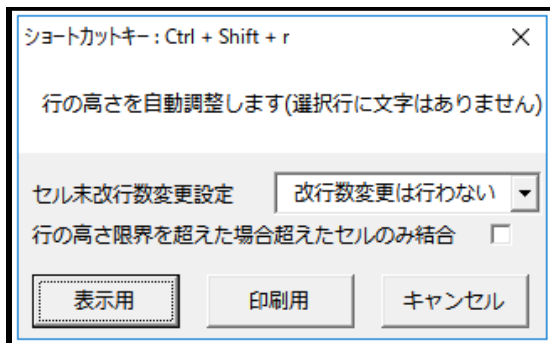 ショートカットキー : Ctrl + Shift + r
行の高さを自動調整します(選択行に文字はありません)
セル末改行数変更設定 改行数変更は行わない
行の高さ限界を超えた場合超えたセルのみ結合
表示用 印刷用 キャンセル